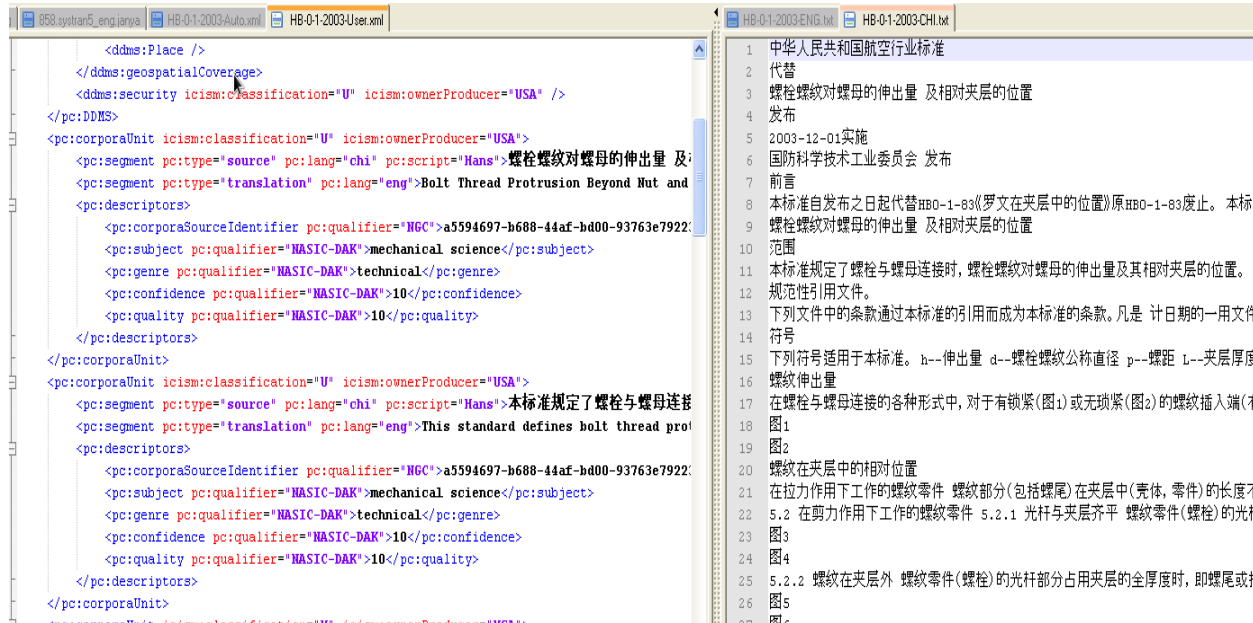 858.systran5_eng.janya HB-0-1-2003-Auto.xml HB-0-1-2003-User.xml
<ddms:Place />
</ddms:geospatialCoverage>
<ddms:security icism:classification="U" icism:ownerProducer="USA" />
</pc:DDMS>
<pc:corporaUnit icism:classification="U" icism:ownerProducer="USA">
<pc:segment pc:type="source" pc:lang="chi" pc:script="Hans">螺栓螺纹对螺母的伸出量 及
<pc:segment pc:type="translation" pc:lang="eng">Bolt Thread Protrusion Beyond Nut and
<pc:descriptors>
<pc:corporaSourceIdentifier pc:qualifier="NGC">a5594697-b688-44af-bd00-93763e7922
<pc:subject pc:qualifier="NASIC-DAK">mechanical science</pc:subject>
<pc:genre pc:qualifier="NASIC-DAK">technical</pc:genre>
<pc:confidence pc:qualifier="NASIC-DAK">10</pc:confidence>
<pc:quality pc:qualifier="NASIC-DAK">10</pc:quality>
</pc:descriptors>
</pc:corporaUnit>
<pc:corporaUnit icism:classification="U" icism:ownerProducer="USA">
<pc:segment pc:type="source" pc:lang="chi" pc:script="Hans">本标准规定了螺栓与螺母连接
<pc:segment pc:type="translation" pc:lang="eng">This standard defines bolt thread pro
<pc:descriptors>
<pc:corporaSourceIdentifier pc:qualifier="NGC">a5594697-b688-44af-bd00-93763e7922
<pc:subject pc:qualifier="NASIC-DAK">mechanical science</pc:subject>
<pc:genre pc:qualifier="NASIC-DAK">technical</pc:genre>
<pc:confidence pc:qualifier="NASIC-DAK">10</pc:confidence>
<pc:quality pc:qualifier="NASIC-DAK">10</pc:quality>
</pc:descriptors>
</pc:corporaUnit>
HB-0-1-2003-ENG.txt HB-0-1-2003-CHI.txt
1 中华人民共和国航空行业标准
2 代替
3 螺栓螺纹对螺母的伸出量 及相对夹层的位置
4 发布
5 2003-12-01实施
6 国防科学技术工业委员会 发布
7 前言
8 本标准自发布之日起代替HB0-1-83《罗文在夹层中的位置》原HB0-1-83废止。 本标
9 螺栓螺纹对螺母的伸出量 及相对夹层的位置
10 范围
11 本标准规定了螺栓与螺母连接时,螺栓螺纹对螺母的伸出量及其相对夹层的位置。
12 规范性引用文件。
13 下列文件中的条款通过本标准的引用而成为本标准的条款。凡是 计日期的一用文件
14 符号
15 下列符号适用于本标准。 h--伸出量 d--螺栓螺纹公称直径 p--螺距 L--夹层厚度
16 螺纹伸出量
17 在螺栓与螺母连接的各种形式中,对于有锁紧(图1)或无琐紧(图2)的螺纹插入端(
18 图1
19 图2
20 螺纹在夹层中的相对位置
21 在拉力作用下工作的螺纹零件 螺纹部分(包括螺尾)在夹层中(壳体,零件)的长度不
22 5.2 在剪力作用下工作的螺纹零件 5.2.1 光杆与夹层齐平 螺纹零件(螺栓)的光杆
23 图3
24 图4
25 5.2.2 螺纹在夹层外 螺纹零件(螺栓)的光杆部分占用夹层的全厚度时,即螺尾或
26 图5